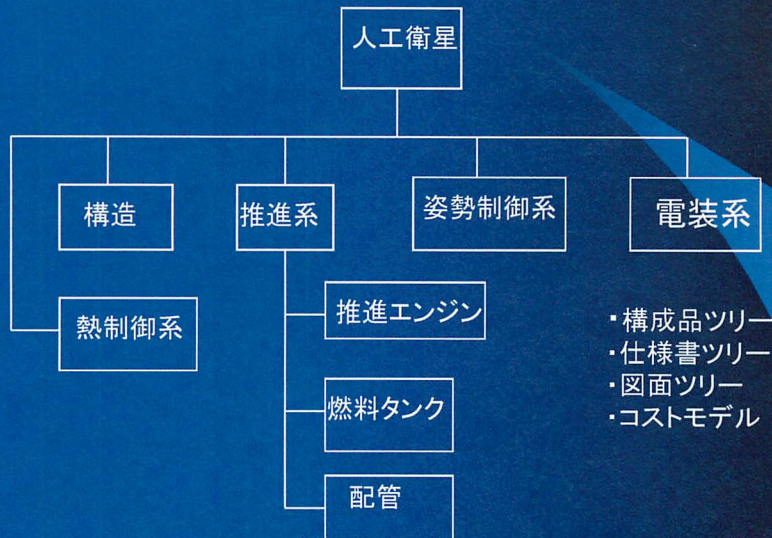 人工衛星
構造
推進系
姿勢制御系
電装系
熱制御系
推進エンジン
燃料タンク
配管
・構成品ツリー
・仕様書ツリー
・図面ツリー
・コストモデル